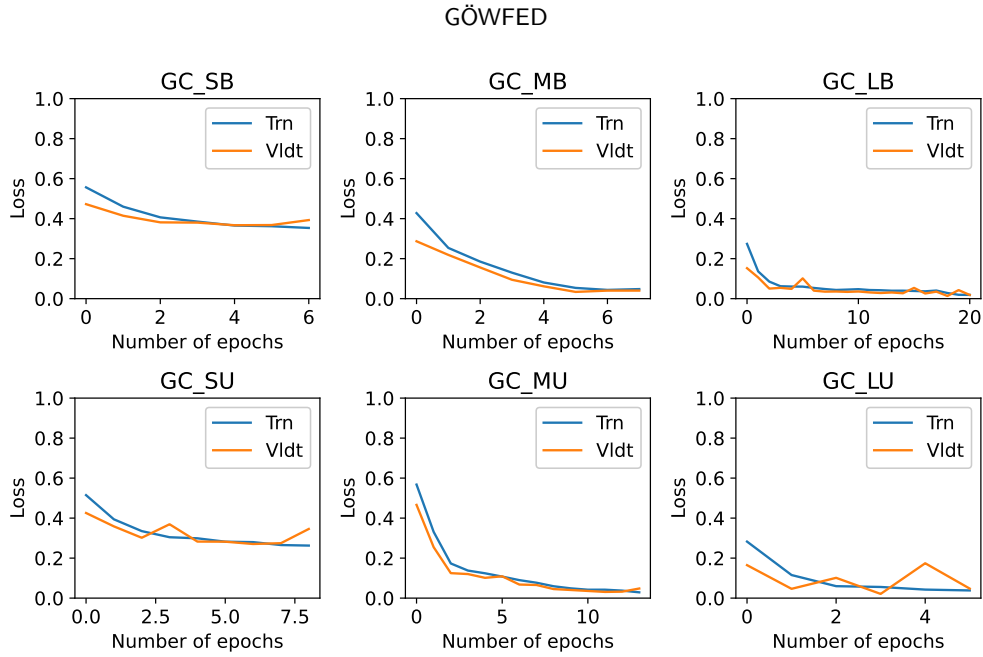 GÖWFED
GC_SB
1.0
0.8
0.6
0.4
0.2
0.0
Loss
Trn
Vldt
0 2 4 6
Number of epochs
GC_MB
1.0
0.8
0.6
0.4
0.2
0.0
Loss
Trn
Vldt
0 2 4 6
Number of epochs
GC_LB
1.0
0.8
0.6
0.4
0.2
0.0
Loss
Trn
Vldt
0 10 20
Number of epochs
GC_SU
1.0
0.8
0.6
0.4
0.2
0.0
Loss
Trn
Vldt
0.0 2.5 5.0 7.5
Number of epochs
GC_MU
1.0
0.8
0.6
0.4
0.2
0.0
Loss
Trn
Vldt
0 5 10
Number of epochs
GC_LU
1.0
0.8
0.6
0.4
0.2
0.0
Loss
Trn
Vldt
0 2 4
Number of epochs